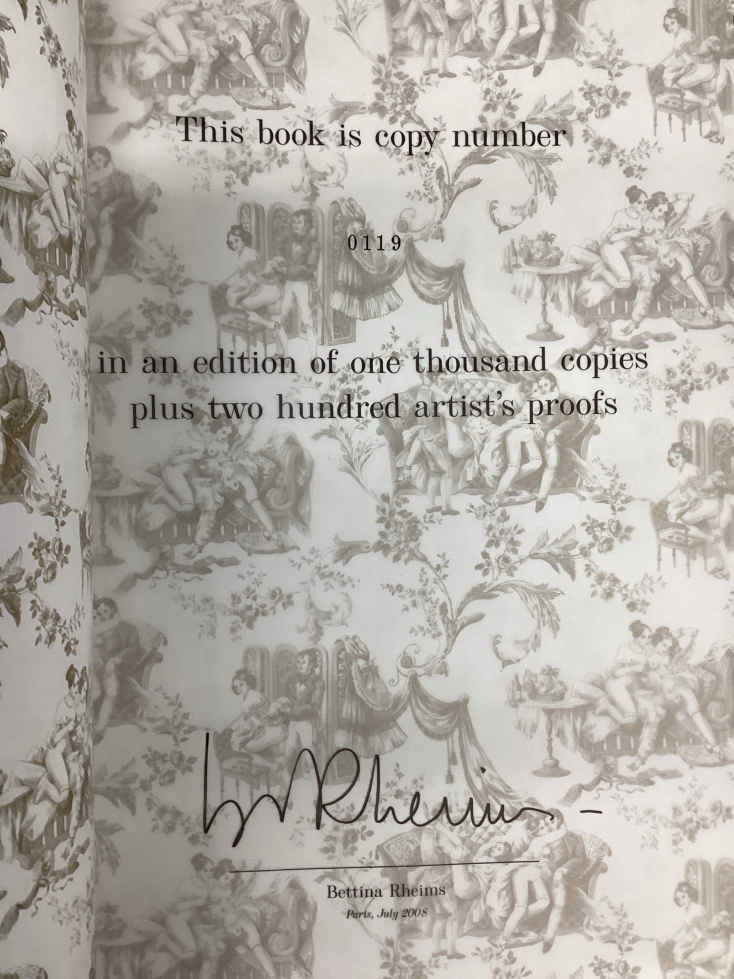 This book is copy number
0119
in an edition of one thousand copies
plus two hundred artist's proofs
Rheims
Bettina Rheims
Paris, July 2008